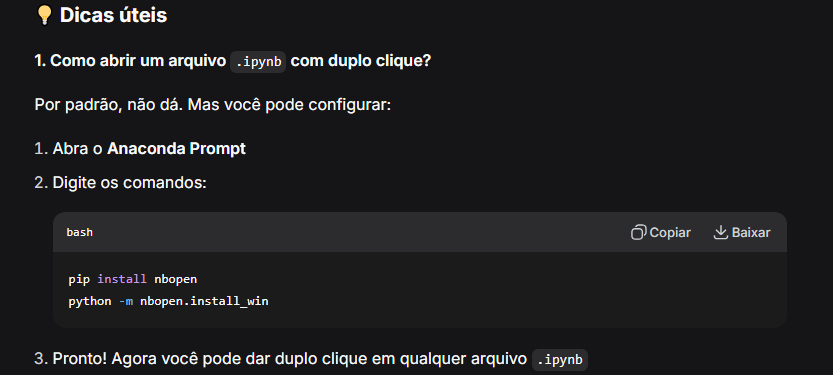 💡 Dicas úteis
1. Como abrir um arquivo .ipynb com duplo clique?
Por padrão, não dá. Mas você pode configurar:
1. Abra o Anaconda Prompt
2. Digite os comandos:
bash Copiar Baixar
pip install nbopen
python -m nbopen.install_win
3. Pronto! Agora você pode dar duplo clique em qualquer arquivo .ipynb